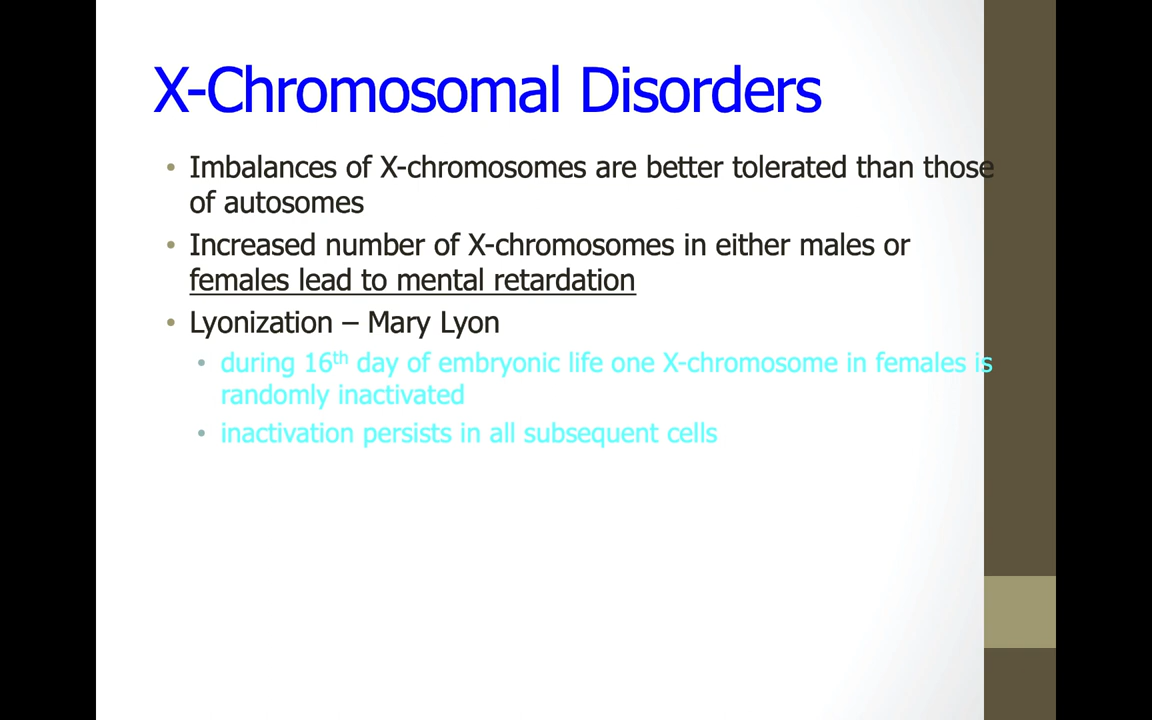 X-Chromosomal Disorders
• Imbalances of X-chromosomes are better tolerated than those
of autosomes
• Increased number of X-chromosomes in either males or
females lead to mental retardation
• Lyonization – Mary Lyon
• during 16th day of embryonic life one X-chromosome in females is
randomly inactivated
• inactivation persists in all subsequent cells